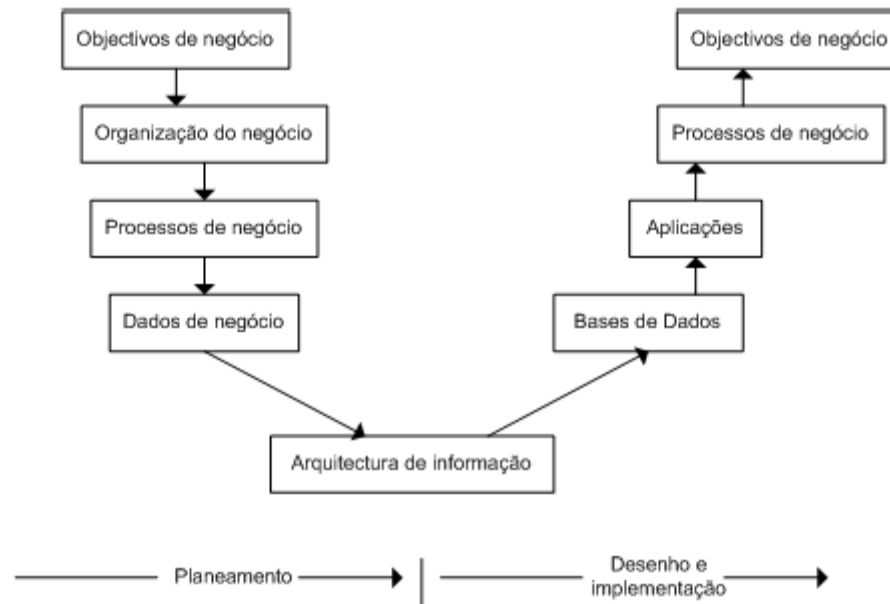 Objectivos de negócio
Organização do negócio
Processos de negócio
Dados de negócio
Arquitectura de informação
Bases de Dados
Aplicações
Processos de negócio
Objectivos de negócio
Planeamento
Desenho e
implementação